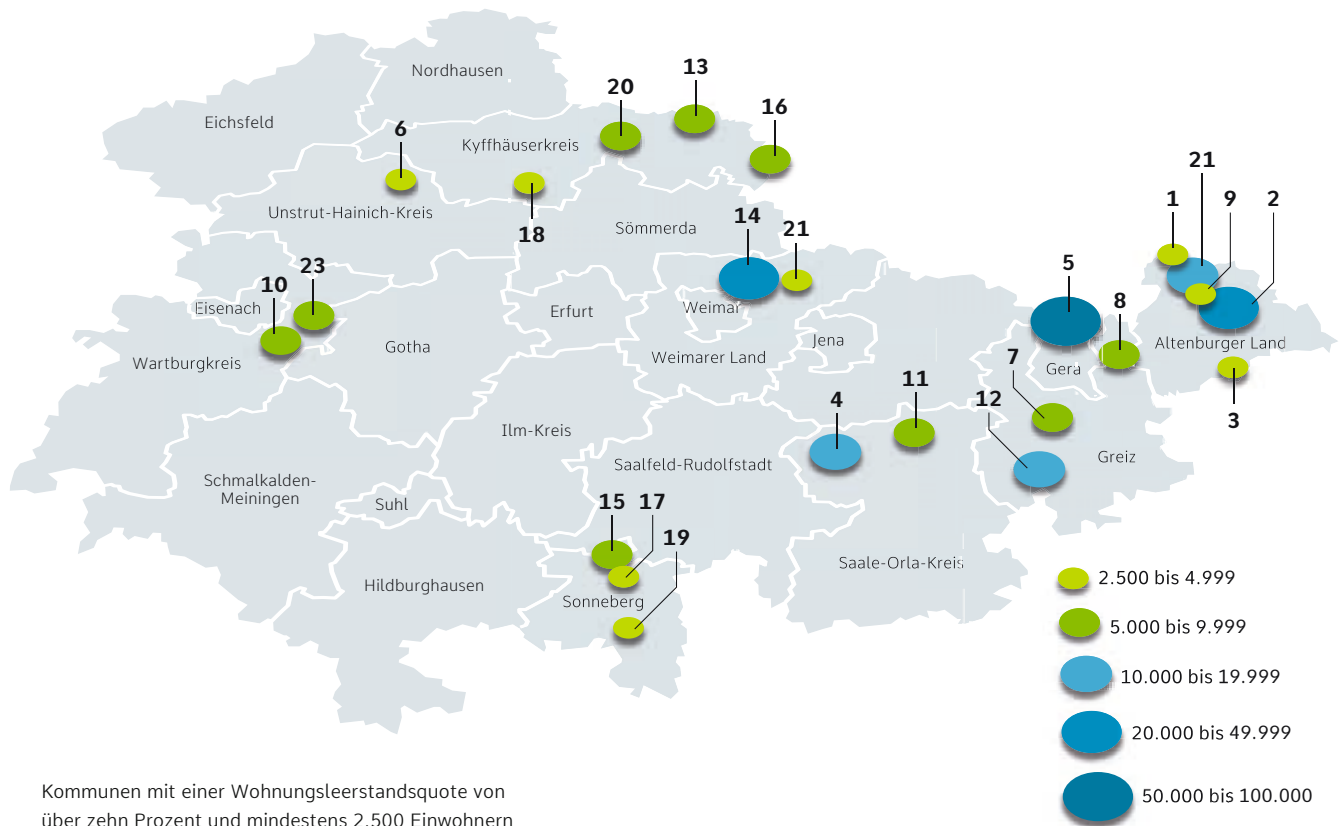 Nordhausen
13
20
16
Eichsfeld
6
Kyffhäuserkreis
21
1
9
2
Unstrut-Hainich-Kreis
14
Sömmerda
18
21
5
23
10
8
Eisenach
Weimar
Erfurt
Jena
Altenburger Land
Gotha
Weimarer Land
7
Wartburgkreis
Gera
11
12
4
3
Ilm-Kreis
Greiz
Saalfeld-Rudolfstadt
Schmalkalden-
Meiningen
Suhl
15
17
19
Saale-Orla-Kreis
Hildburghausen
Sonneberg
2.500 bis 4.999
5.000 bis 9.999
10.000 bis 19.999
20.000 bis 49.999
50.000 bis 100.000
Kommunen mit einer Wohnungsleerstandsquote von
über zehn Prozent und mindestens 2.500 Einwohnern